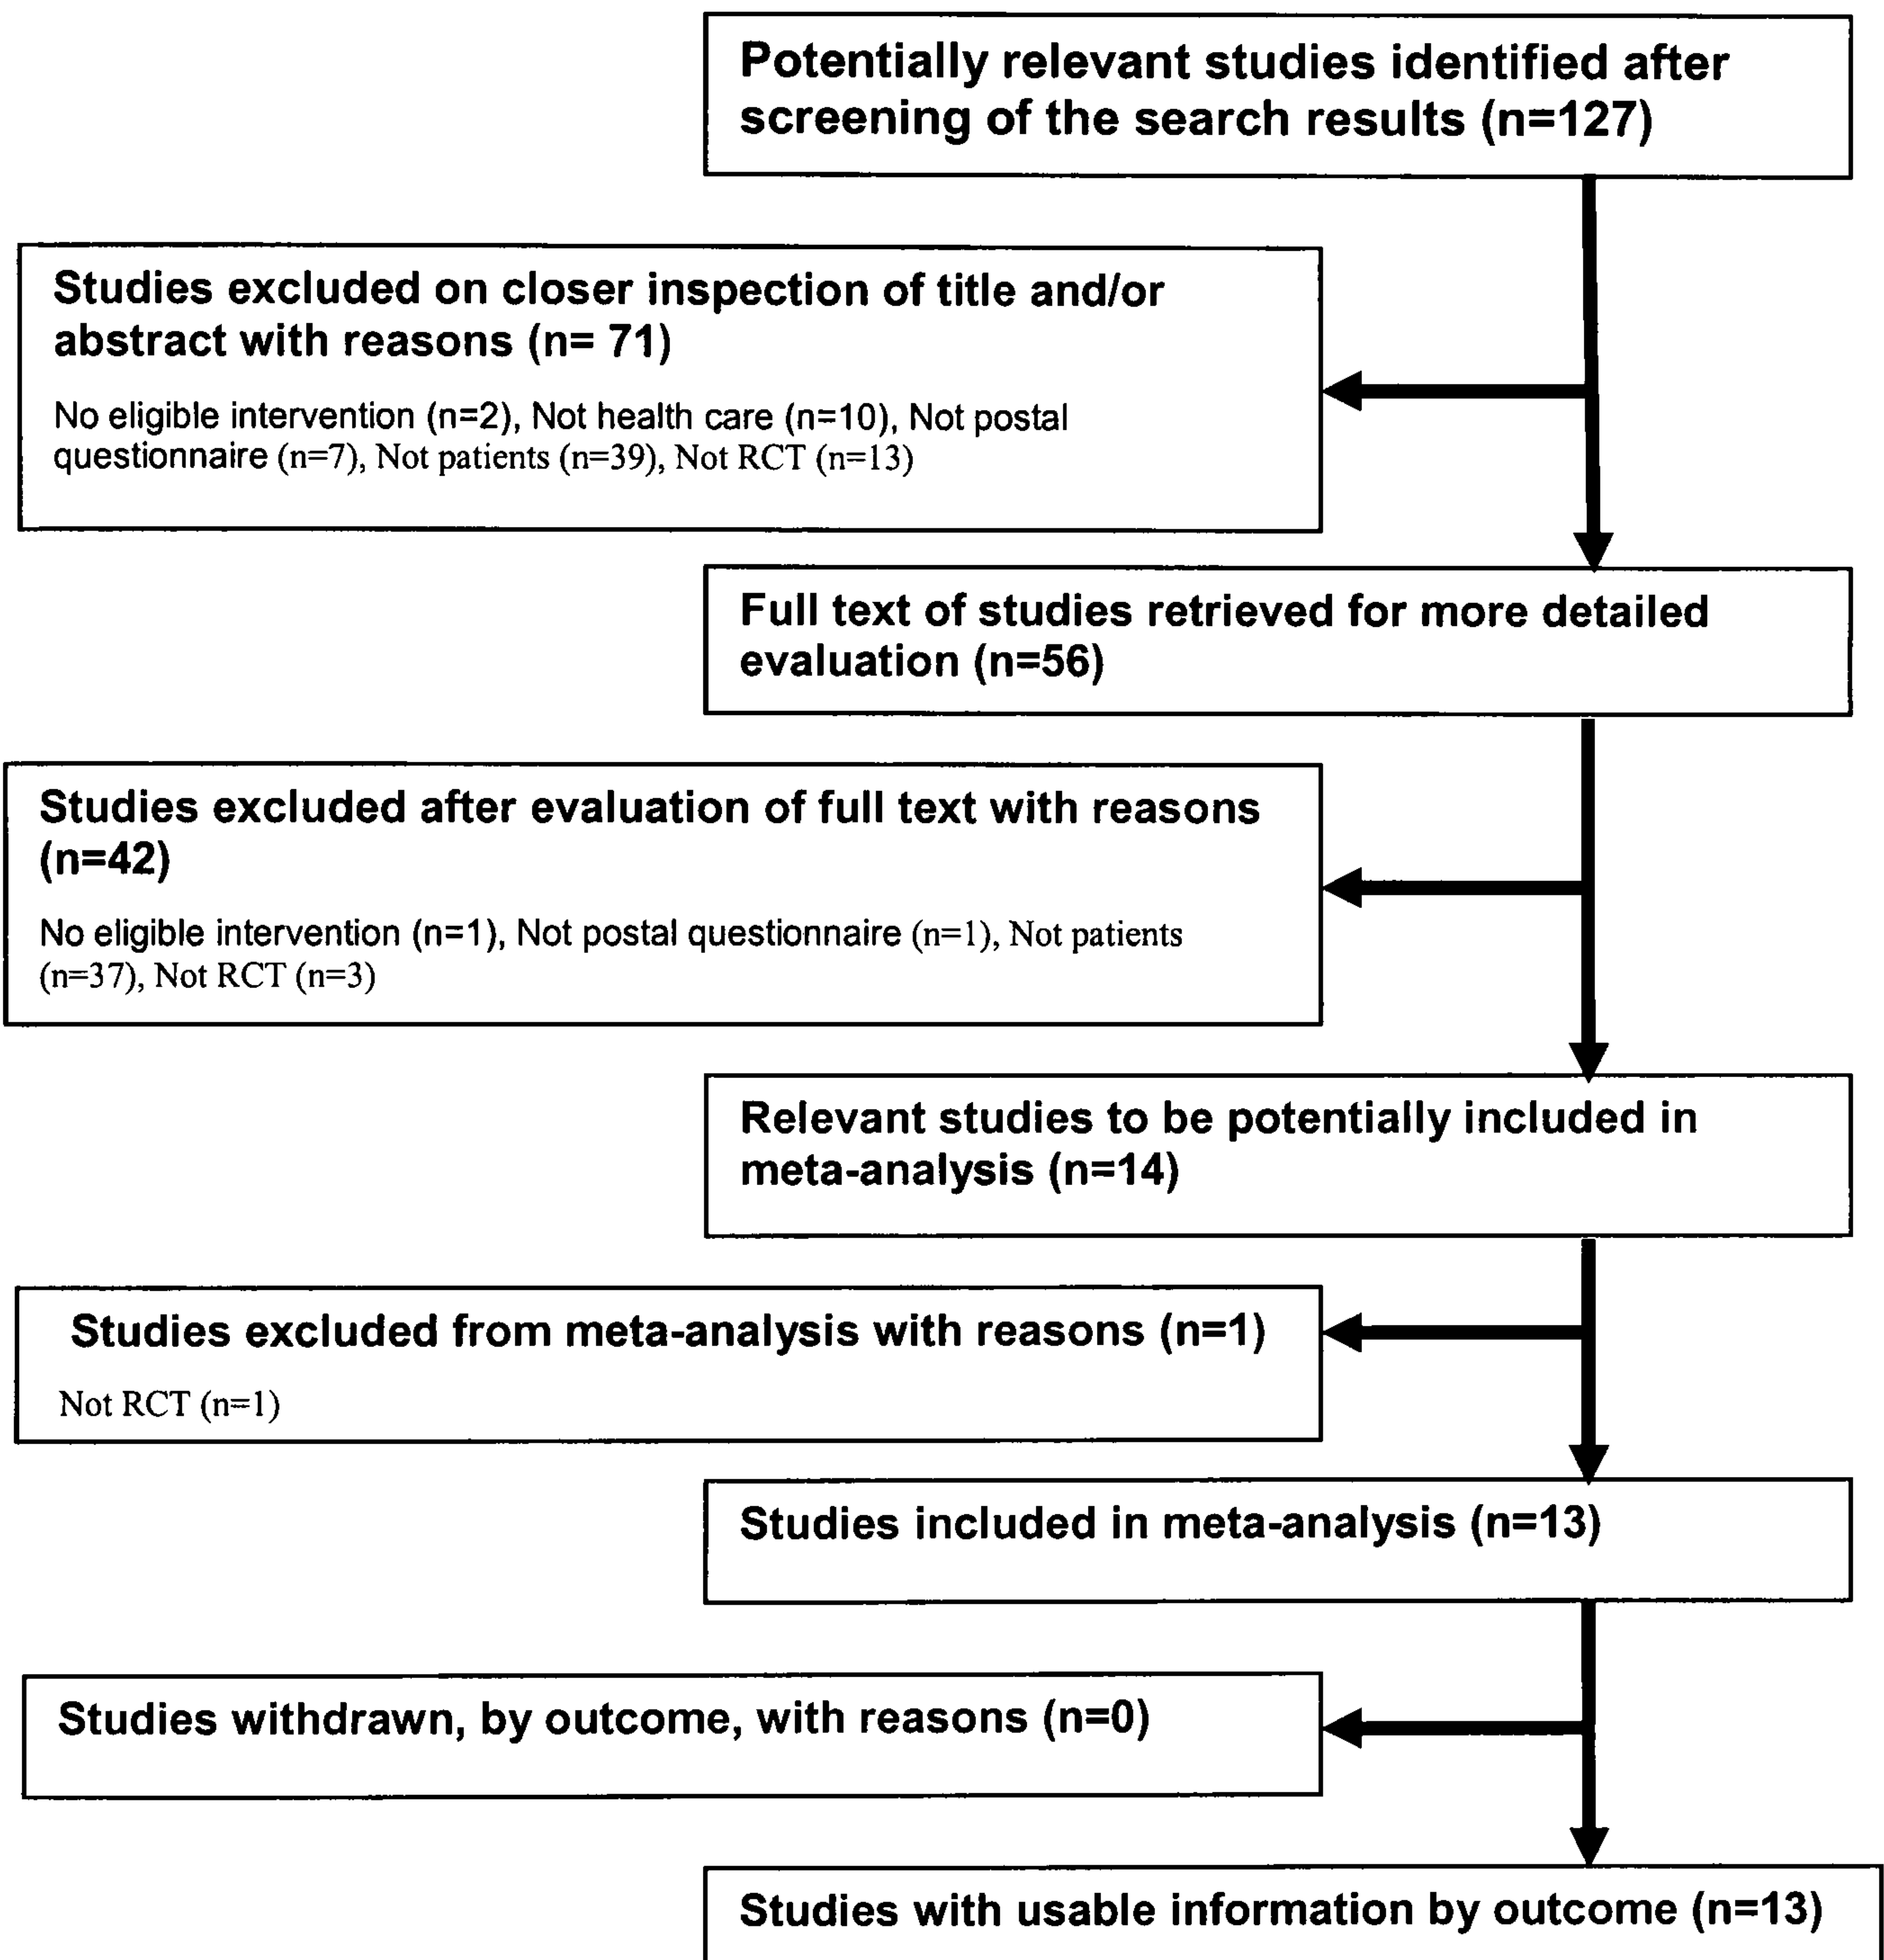 Potentially relevant studies identified after
screening of the search results (n=127)
Studies excluded on closer inspection of title and/or
abstract with reasons (n= 71)
No eligible intervention (n=2), Not health care (n=10), Not postal
questionnaire (n=7), Not patients (n=39), Not RCT (n=13)
Full text of studies retrieved for more detailed
evaluation (n=56)
Studies excluded after evaluation of full text with reasons
(n=42)
No eligible intervention (n=1), Not postal questionnaire (n=1), Not patients
(n=37), Not RCT (n=3)
Relevant studies to be potentially included in
meta-analysis (n=14)
Studies excluded from meta-analysis with reasons (n=1)
Not RCT (n=1)
Studies included in meta-analysis (n=13)
Studies withdrawn, by outcome, with reasons (n=0)
Studies with usable information by outcome (n=13)